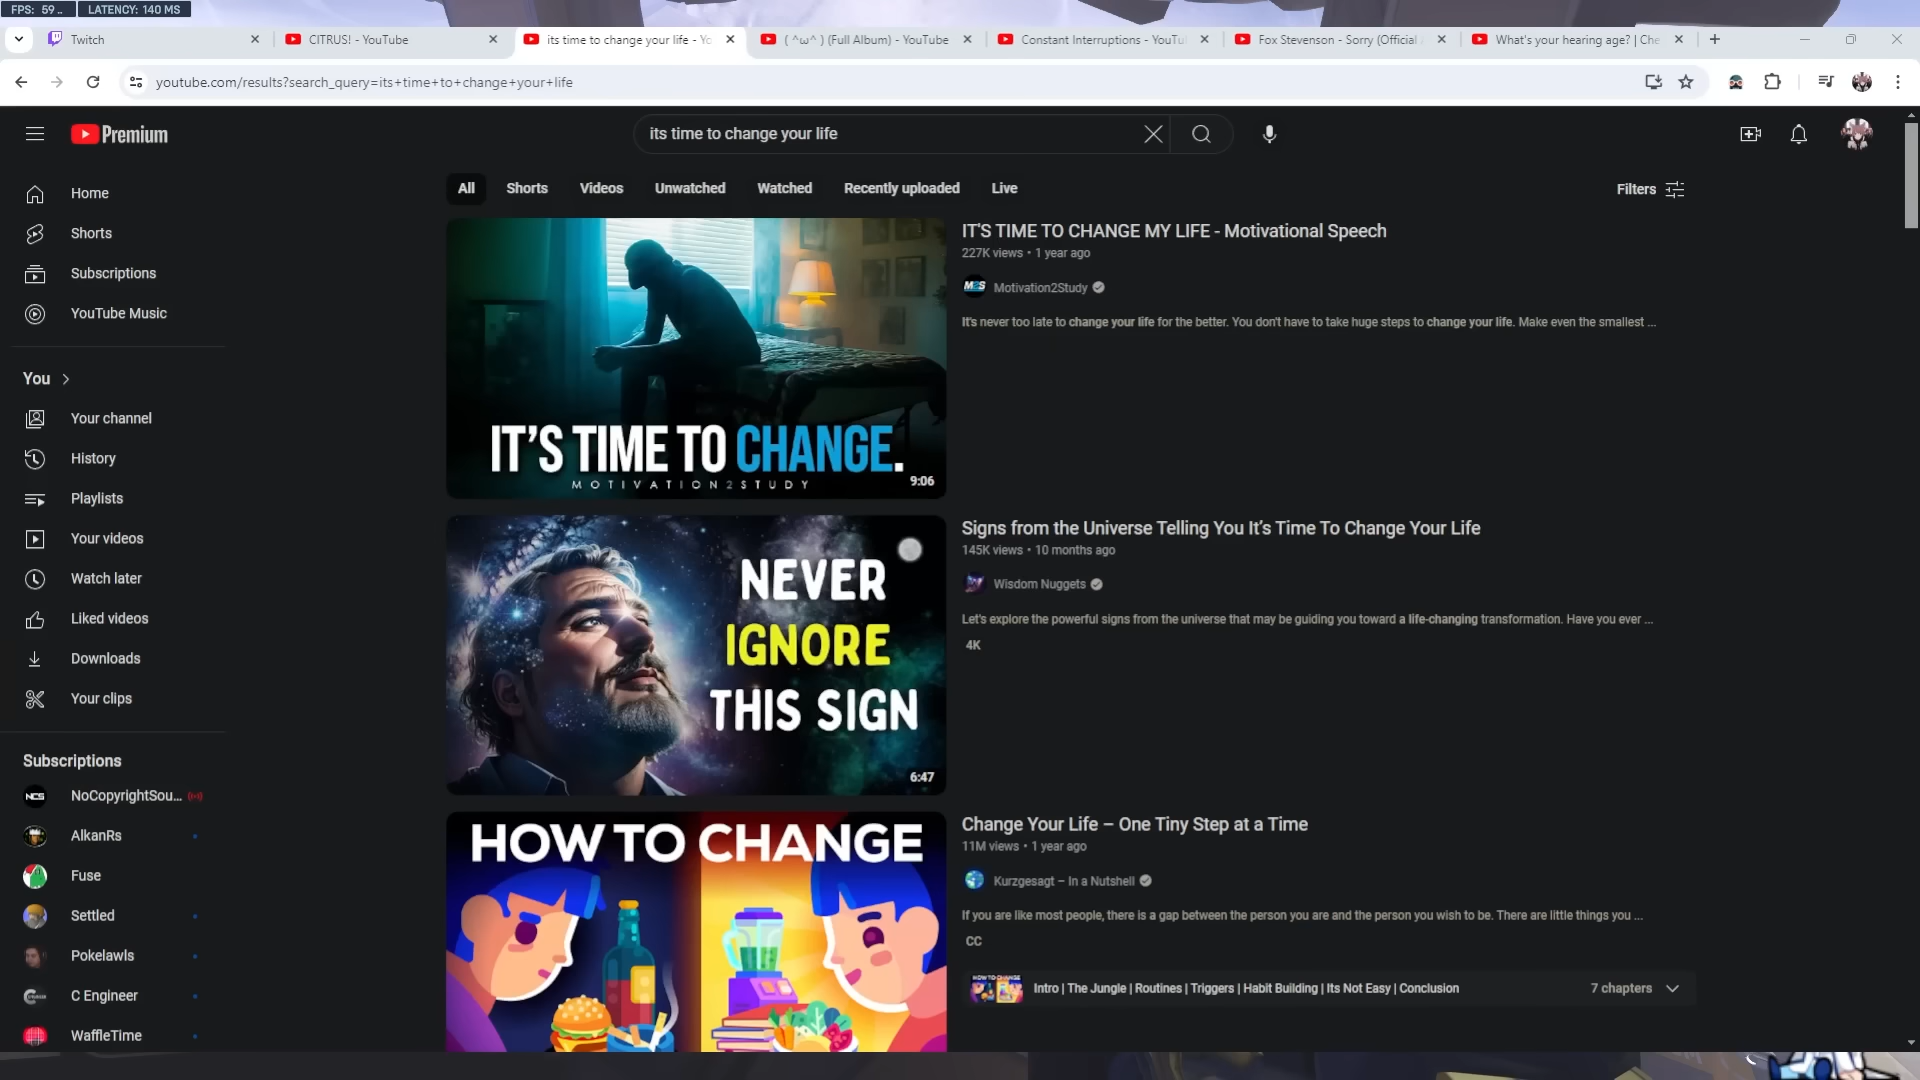 FPS: 59 .. LATENCY: 140 MS
Twitch
CITRUS! - YouTube
its time to change your life - Yo
( ^ω^ ) (Full Album) - YouTube
Constant Interruptions - YouTu
Fox Stevenson - Sorry (Official
What's your hearing age? | Che
youtube.com/results?search_query=its+time+to+change+your+life
Premium
its time to change your life
All Shorts Videos Unwatched Watched Recently uploaded Live
Filters
Home
Shorts
Subscriptions
YouTube Music
You
Your channel
History
Playlists
Your videos
Watch later
Liked videos
Downloads
Your clips
Subscriptions
NCS
NoCopyrightSou...
AlkanRs
Fuse
Settled
Pokelawls
C Engineer
WaffleTime
IT'S TIME TO CHANGE.
MOTIVATION2STUDY
9:06
IT'S TIME TO CHANGE MY LIFE - Motivational Speech
227K views • 1 year ago
M2S
Motivation2Study
It's never too late to change your life for the better. You don't have to take huge steps to change your life. Make even the smallest ...
NEVER
IGNORE
THIS SIGN
6:47
Signs from the Universe Telling You It's Time To Change Your Life
145K views • 10 months ago
Wisdom Nuggets
Let's explore the powerful signs from the universe that may be guiding you toward a life-changing transformation. Have you ever ...
4K
HOW TO CHANGE
Change Your Life – One Tiny Step at a Time
11M views • 1 year ago
Kurzgesagt – In a Nutshell
If you are like most people, there is a gap between the person you are and the person you wish to be. There are little things you ...
CC
HOW TO CHANGE
Intro | The Jungle | Routines | Triggers | Habit Building | Its Not Easy | Conclusion
7 chapters